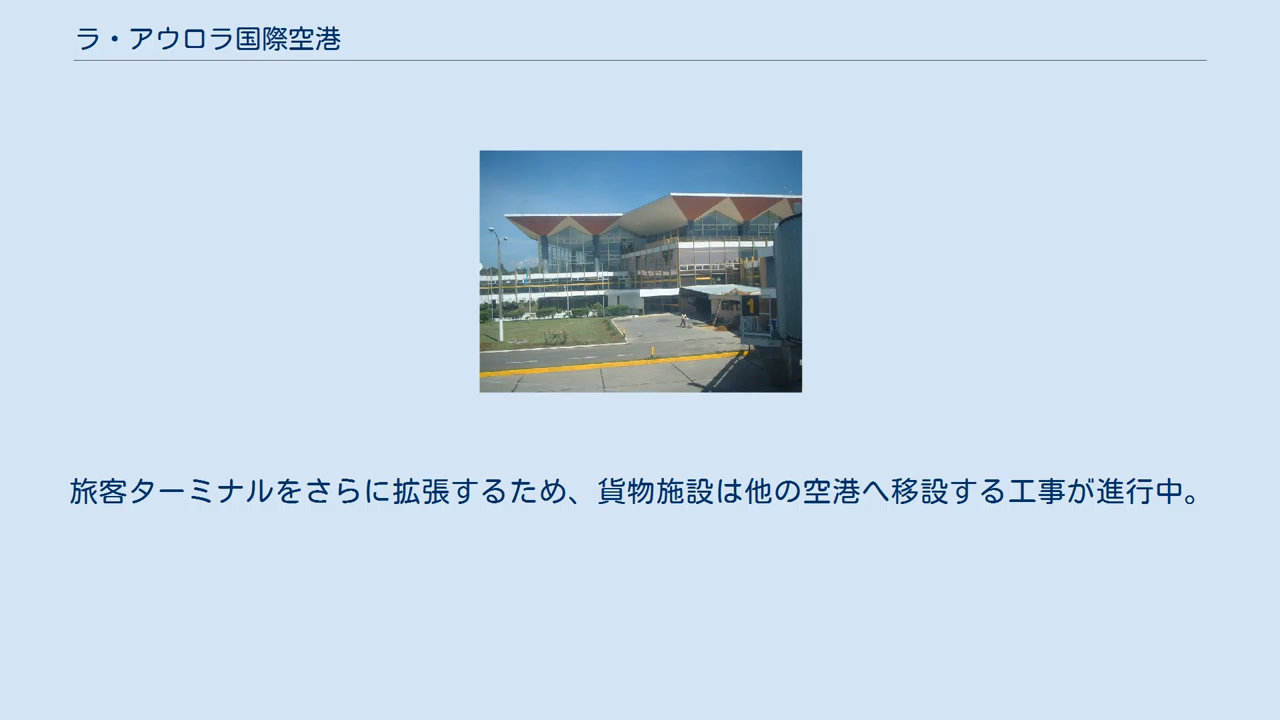 ラ・アウロラ国際空港
1
旅客ターミナルをさらに拡張するため、貨物施設は他の空港へ移設する工事が進行中。